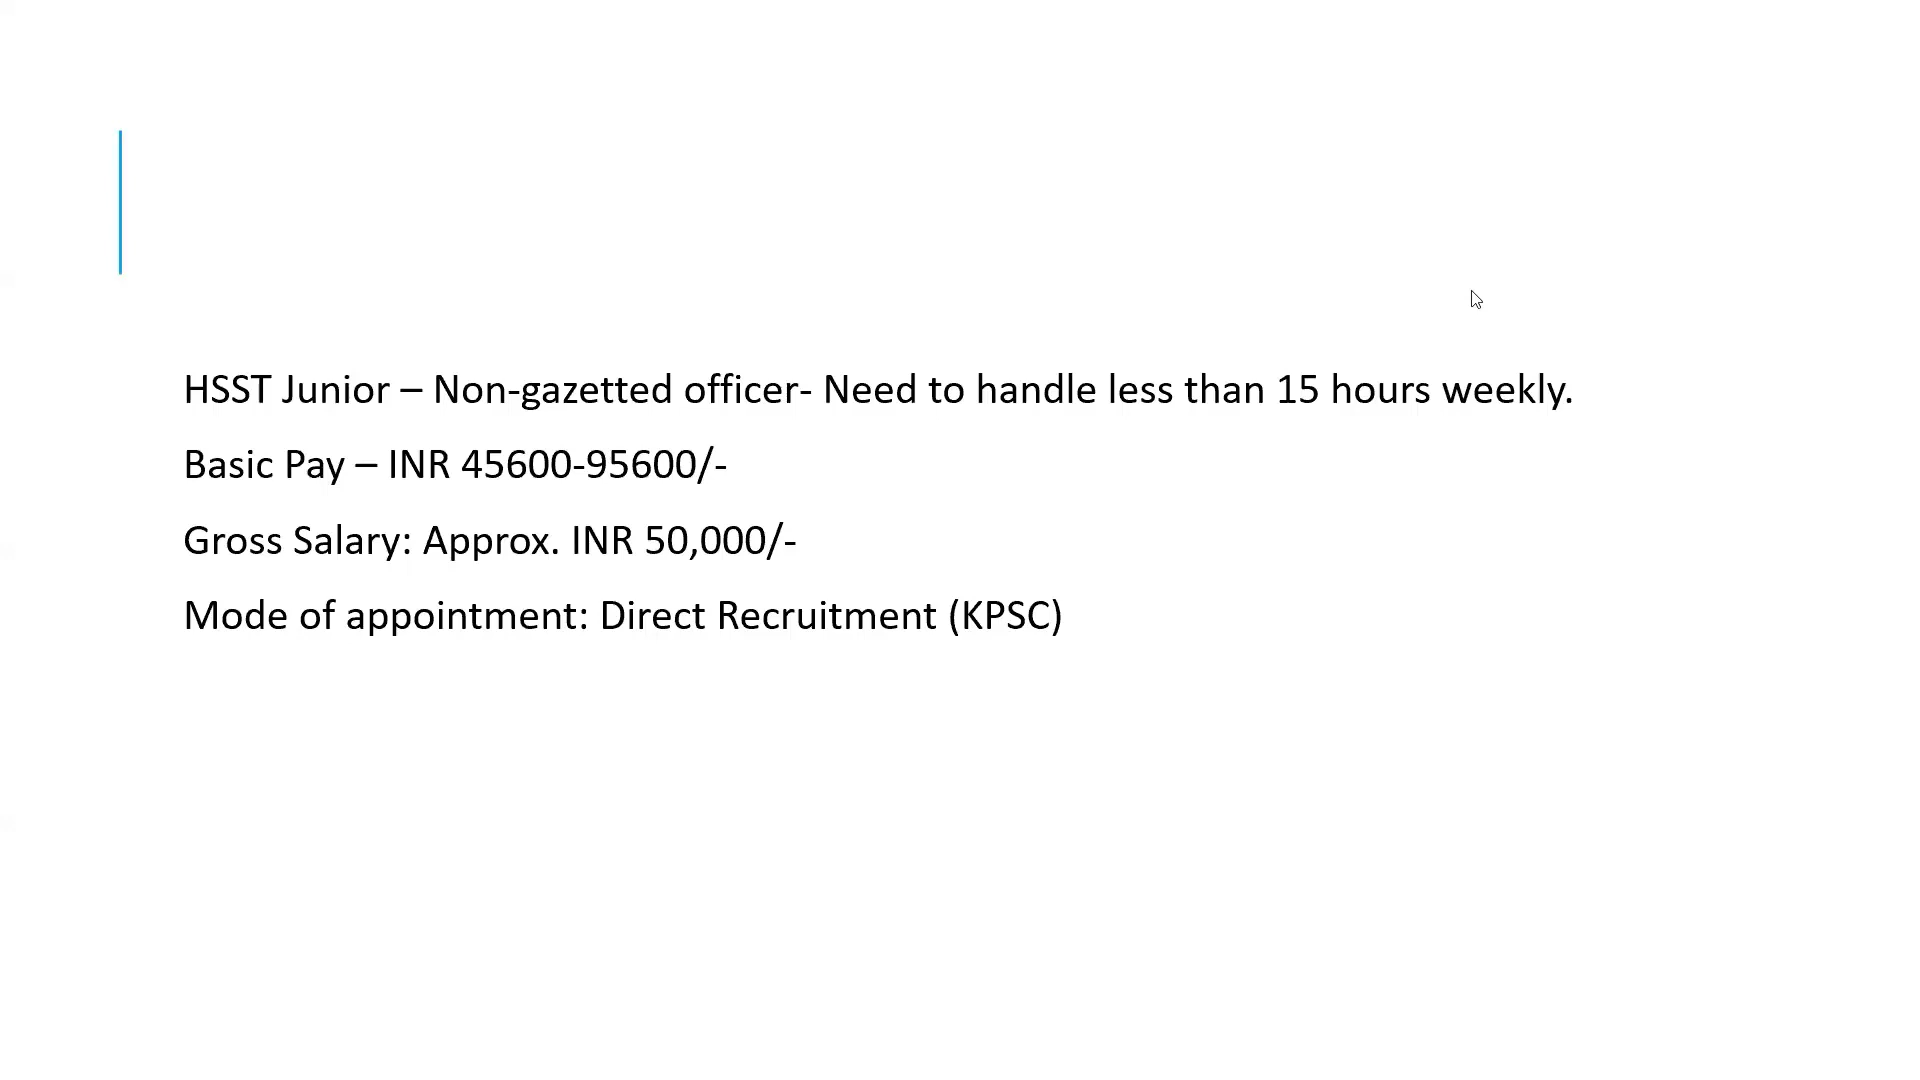 HSST Junior – Non-gazetted officer- Need to handle less than 15 hours weekly.
Basic Pay – INR 45600-95600/-
Gross Salary: Approx. INR 50,000/-
Mode of appointment: Direct Recruitment (KPSC)